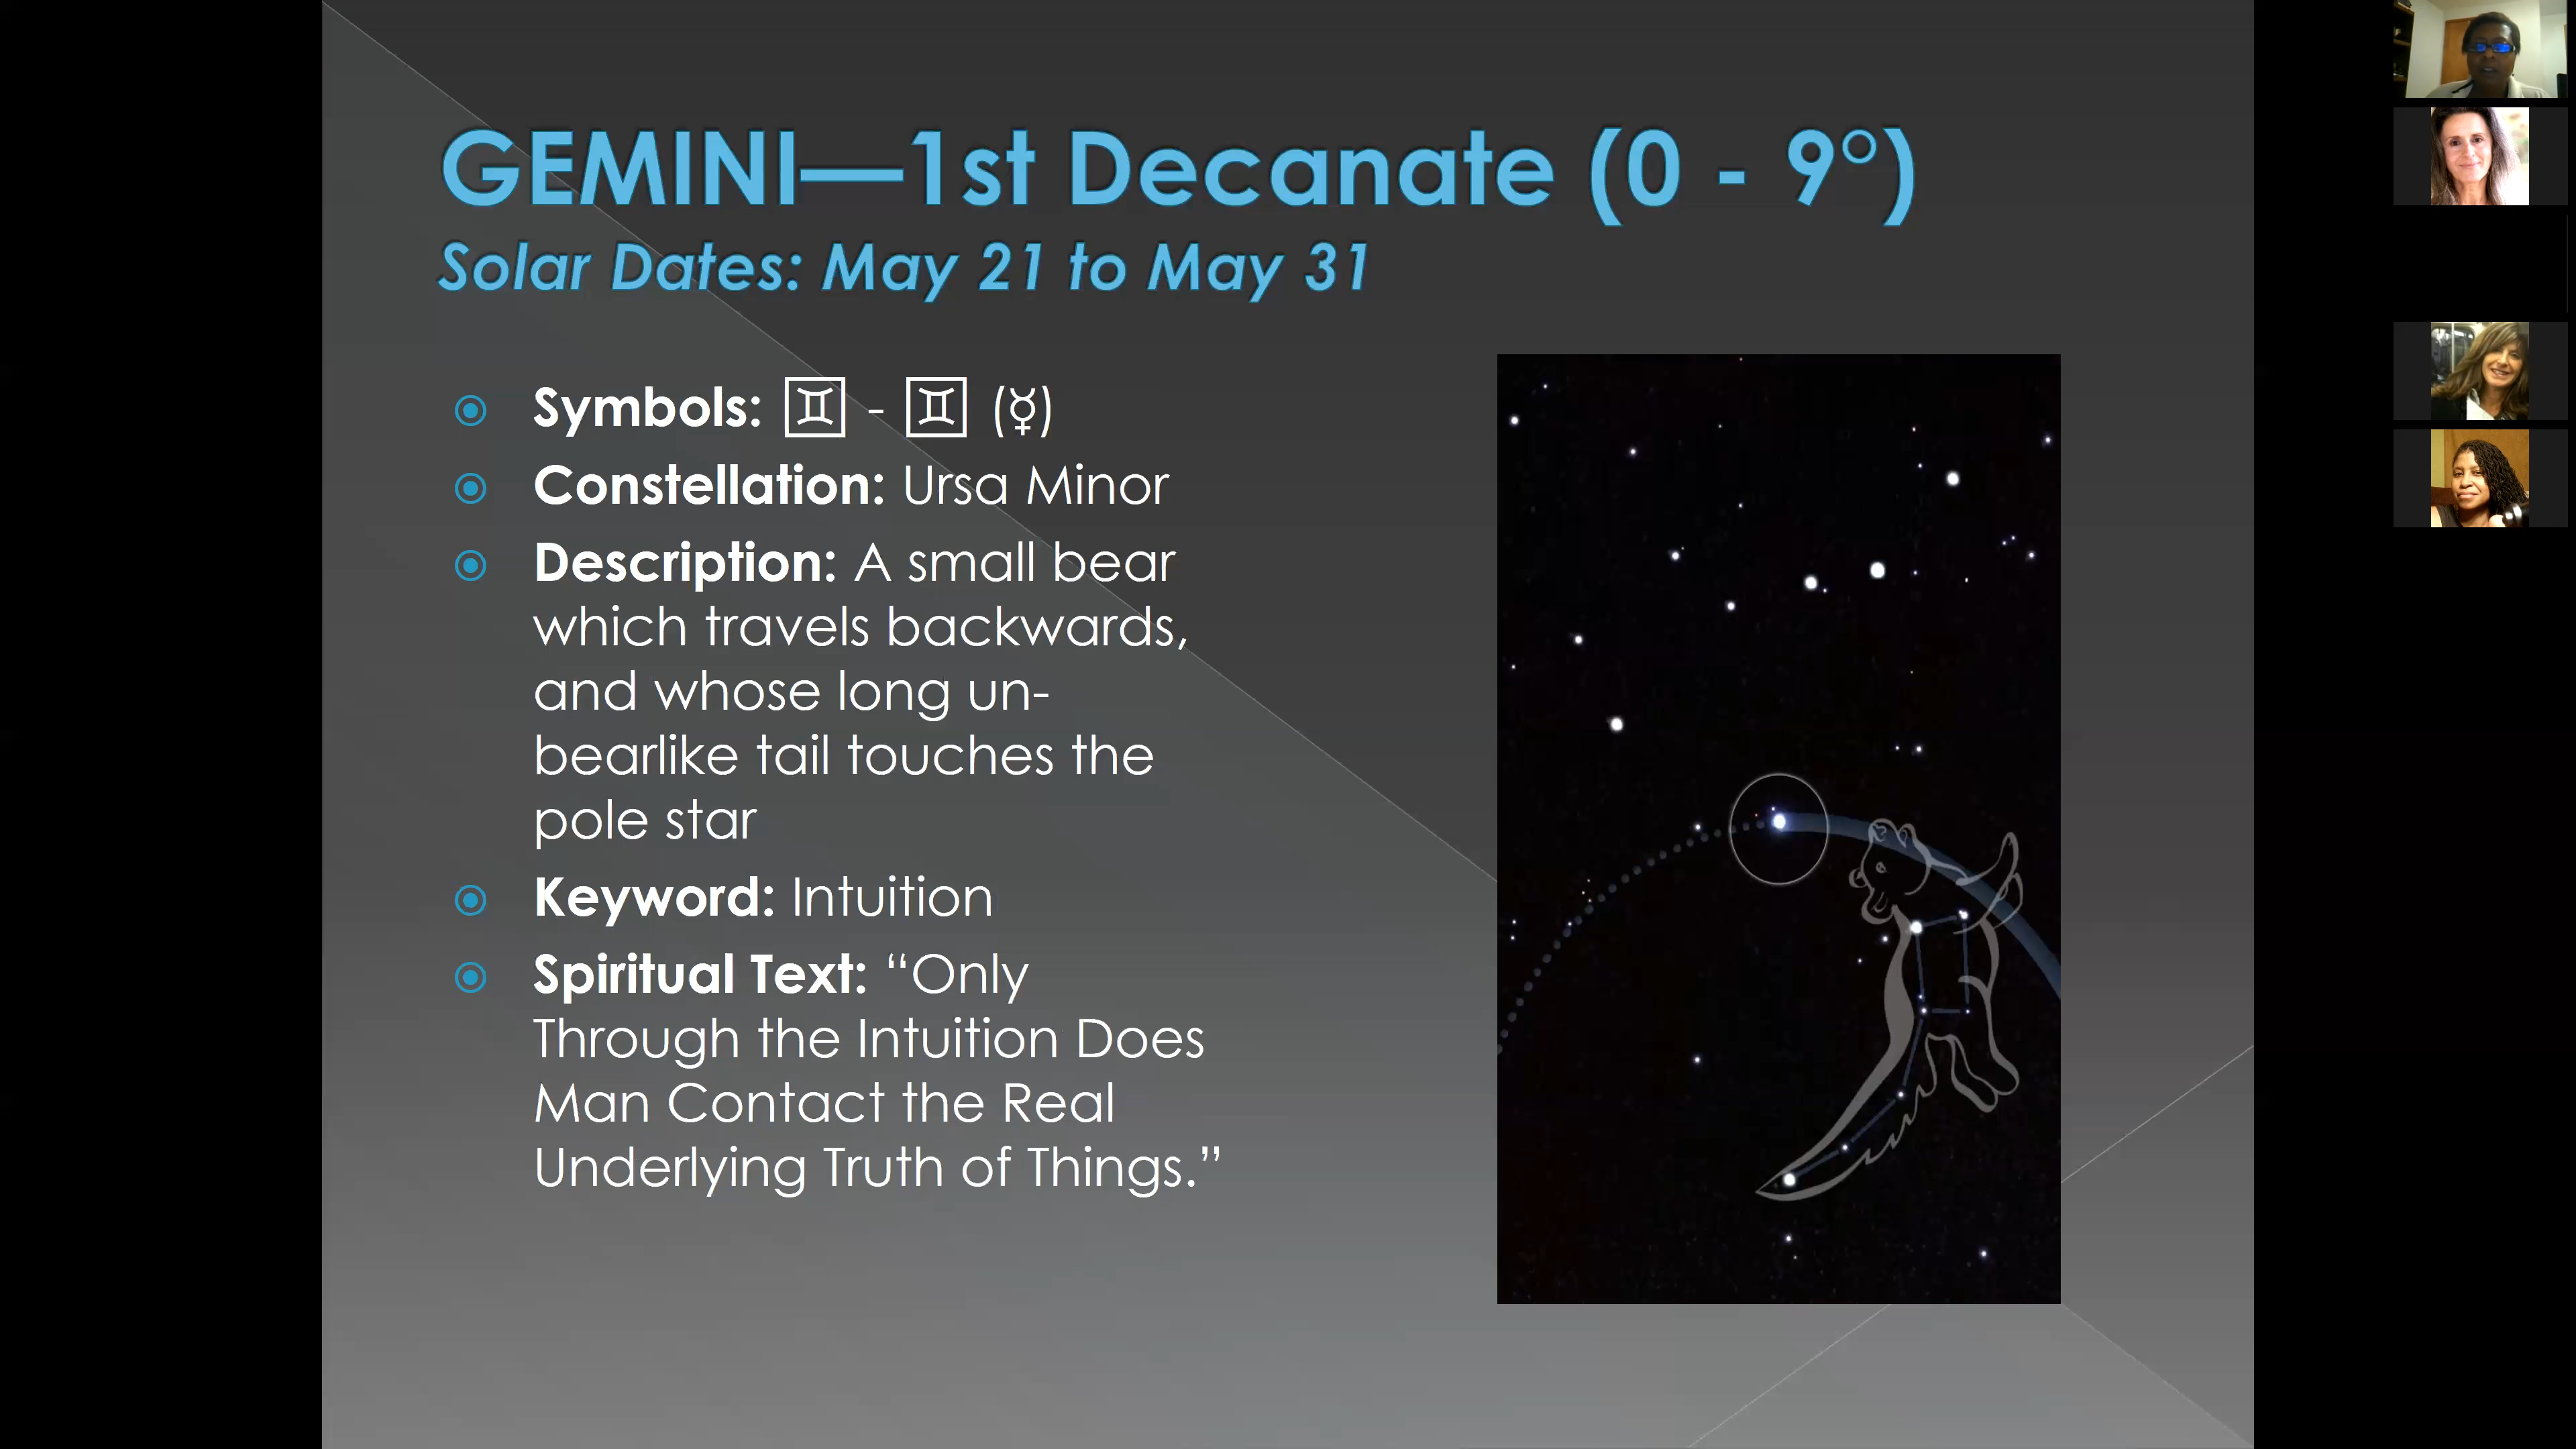 GEMINI—1st Decanate (0 - 9°)
Solar Dates: May 21 to May 31
Symbols: ♊ - ♊ (☿)
Constellation: Ursa Minor
Description: A small bear
which travels backwards,
and whose long un-
bearlike tail touches the
pole star
Keyword: Intuition
Spiritual Text: “Only
Through the Intuition Does
Man Contact the Real
Underlying Truth of Things.”